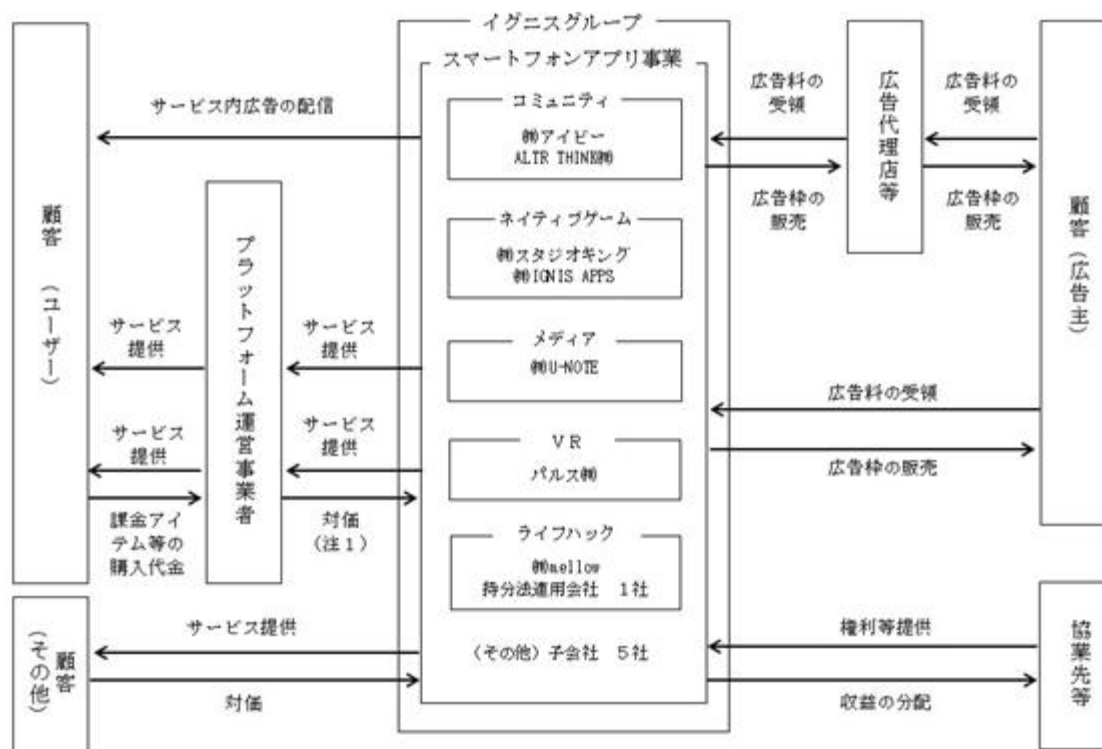 イグニスグループ
スマートフォンアプリ事業
コミュニティ
㈱アイビー
ALTR THINK㈱
ネイティブゲーム
㈱スタジオキング
㈱IGNIS APPS
メディア
㈱U-NOTE
ＶＲ
パルス㈱
ライフハック
㈱mellow
持分法適用会社　１社
（その他）子会社　５社
顧客　（ユーザー）
サービス内広告の配信
プラットフォーム運営事業者
サービス
提供
サービス
提供
サービス
提供
サービス
提供
課金アイ
テム等の
購入代金
対価
（注１）
顧客
（その他）
サービス提供
対価
広告料の
受領
広告枠の
販売
広告代理店等
広告料の
受領
広告枠の
販売
顧客（広告主）
広告料の受領
広告枠の販売
権利等提供
収益の分配
協業先等